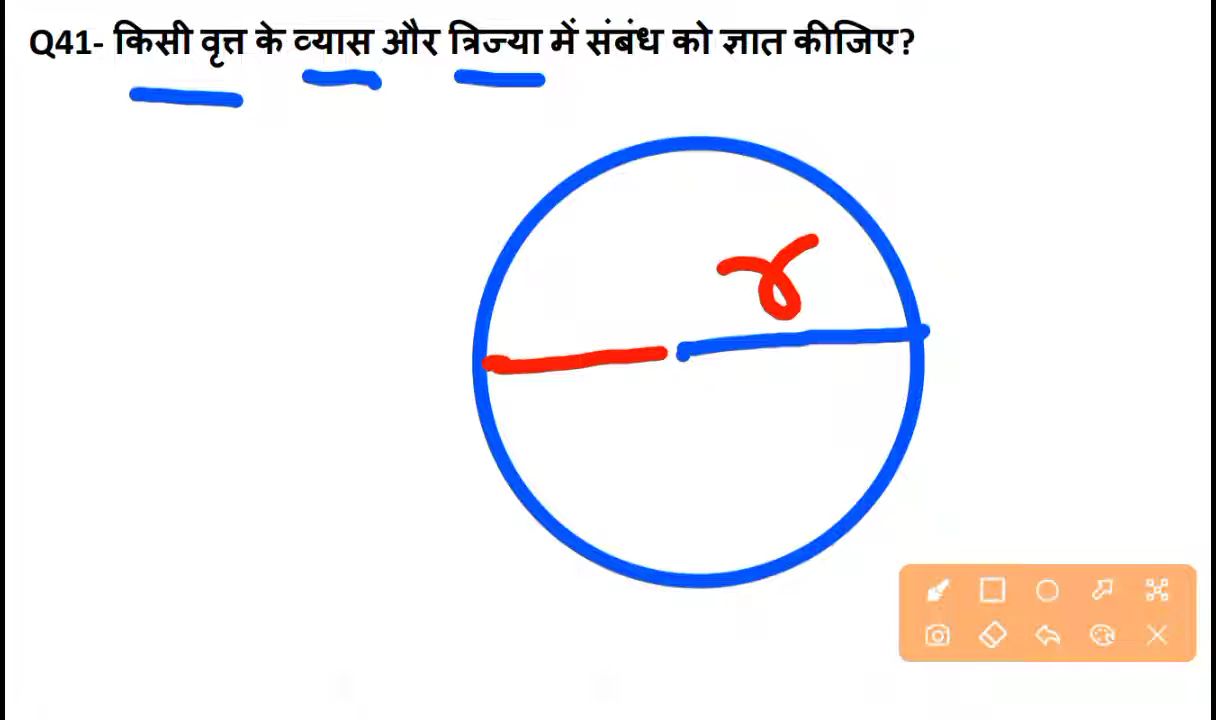 Q41- किसी वृत्त के व्यास और त्रिज्या में संबंध को ज्ञात कीजिए?
r